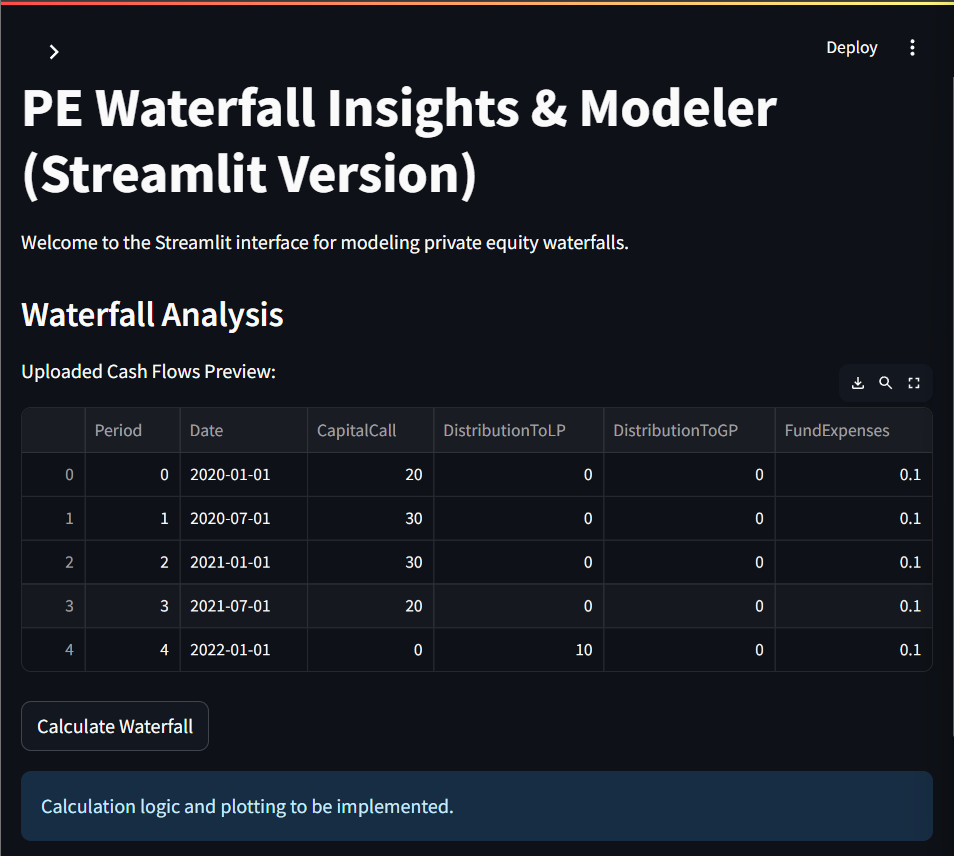 Deploy
PE Waterfall Insights & Modeler
(Streamlit Version)
Welcome to the Streamlit interface for modeling private equity waterfalls.
Waterfall Analysis
Uploaded Cash Flows Preview:
Period Date CapitalCall DistributionToLP DistributionToGP FundExpenses
0 0 2020-01-01 20 0 0 0.1
1 1 2020-07-01 30 0 0 0.1
2 2 2021-01-01 30 0 0 0.1
3 3 2021-07-01 20 0 0 0.1
4 4 2022-01-01 0 10 0 0.1
Calculate Waterfall
Calculation logic and plotting to be implemented.